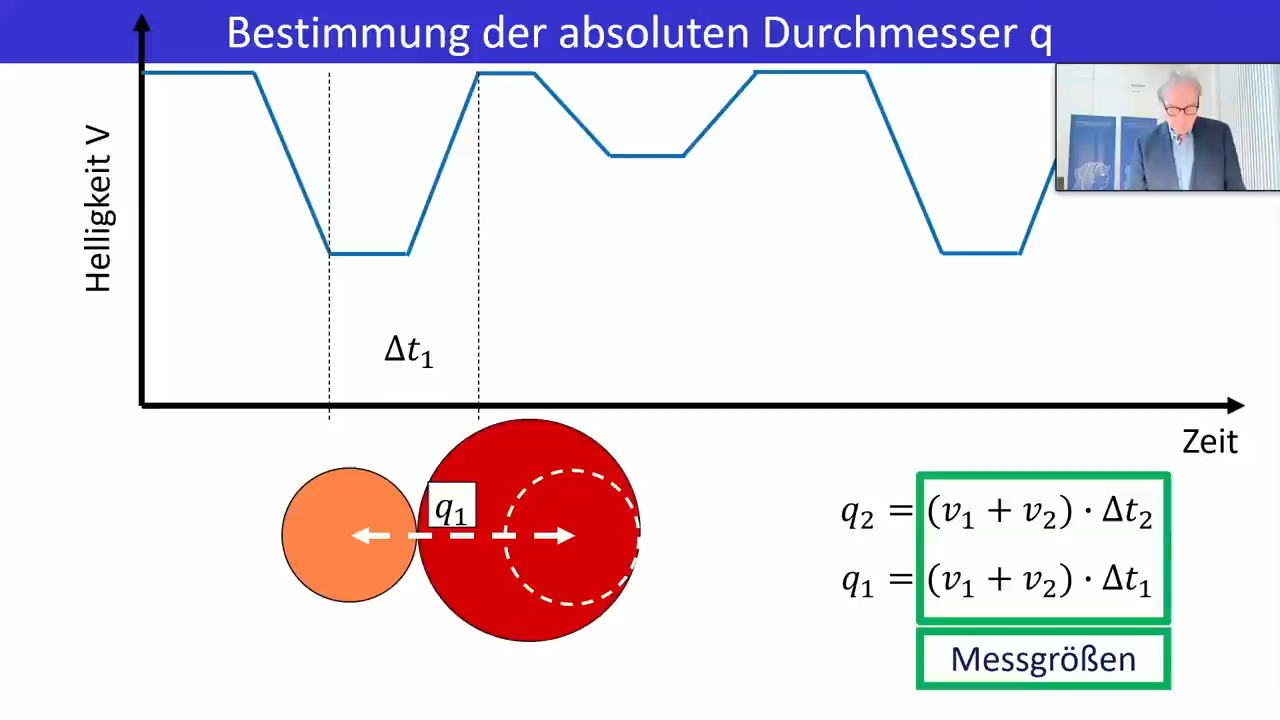 Bestimmung der absoluten Durchmesser q
Helligkeit V
Δt₁
Zeit
q₁
q₂ = (v₁ + v₂) · Δt₂
q₁ = (v₁ + v₂) · Δt₁
Messgrößen